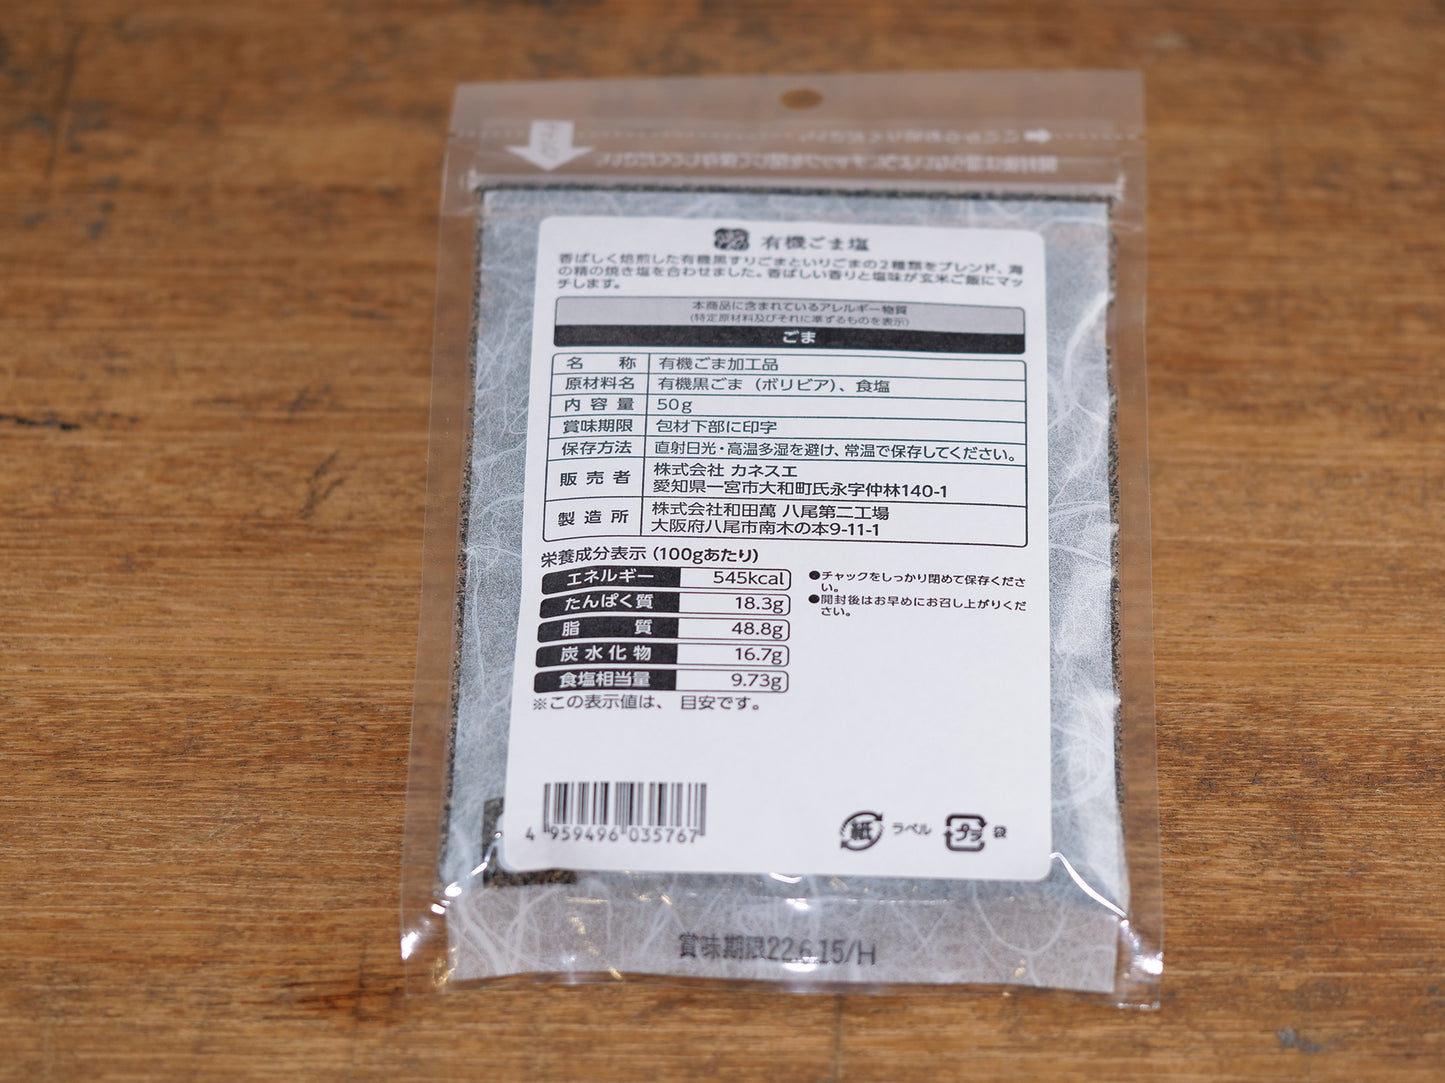 有機ごま塩
香ばしく焙煎した有機黒すりごまといりごまの2種類をブレンド、海
の精の焼き塩を合わせました。香ばしい香りと塩味が玄米ご飯にマッ
チします。
本商品に含まれているアレルギー物質
(特定原材料及びそれに準ずるものを表示)
ごま
名称 有機ごま加工品
原材料名 有機黒ごま（ボリビア）、食塩
内容量 50g
賞味期限 包材下部に印字
保存方法 直射日光・高温多湿を避け、常温で保存してください。
販売者 株式会社 カネスエ
愛知県一宮市大和町氏永字仲林140-1
製造所 株式会社和田萬 八尾第二工場
大阪府八尾市南木の本9-11-1
栄養成分表示（100gあたり）
エネルギー 545kcal
たんぱく質 18.3g
脂質 48.8g
炭水化物 16.7g
食塩相当量 9.73g
※この表示値は、 目安です。
●チャックをしっかり閉めて保存くださ
い。
●開封後はお早めにお召し上がりくだ
さい。
4 959496 035767
紙 ラベル プラ 袋
賞味期限22.6.15/H